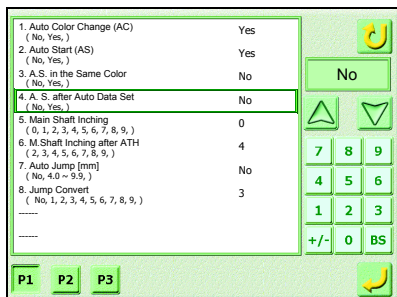 1. Auto Color Change (AC) Yes
( No, Yes, )
2. Auto Start (AS) Yes
( No, Yes, )
3. A.S. in the Same Color No
( No, Yes, )
4. A. S. after Auto Data Set No
( No, Yes, )
5. Main Shaft Inching 0
( 0, 1, 2, 3, 4, 5, 6, 7, 8, 9, )
6. M.Shaft Inching after ATH 4
( 2, 3, 4, 5, 6, 7, 8, 9, )
7. Auto Jump [mm] No
( No, 4.0 ~ 9.9, )
8. Jump Convert 3
( No, 1, 2, 3, 4, 5, 6, 7, 8, 9, )
------
------
No
7 8 9
4 5 6
1 2 3
+/- 0 BS
P1 P2 P3